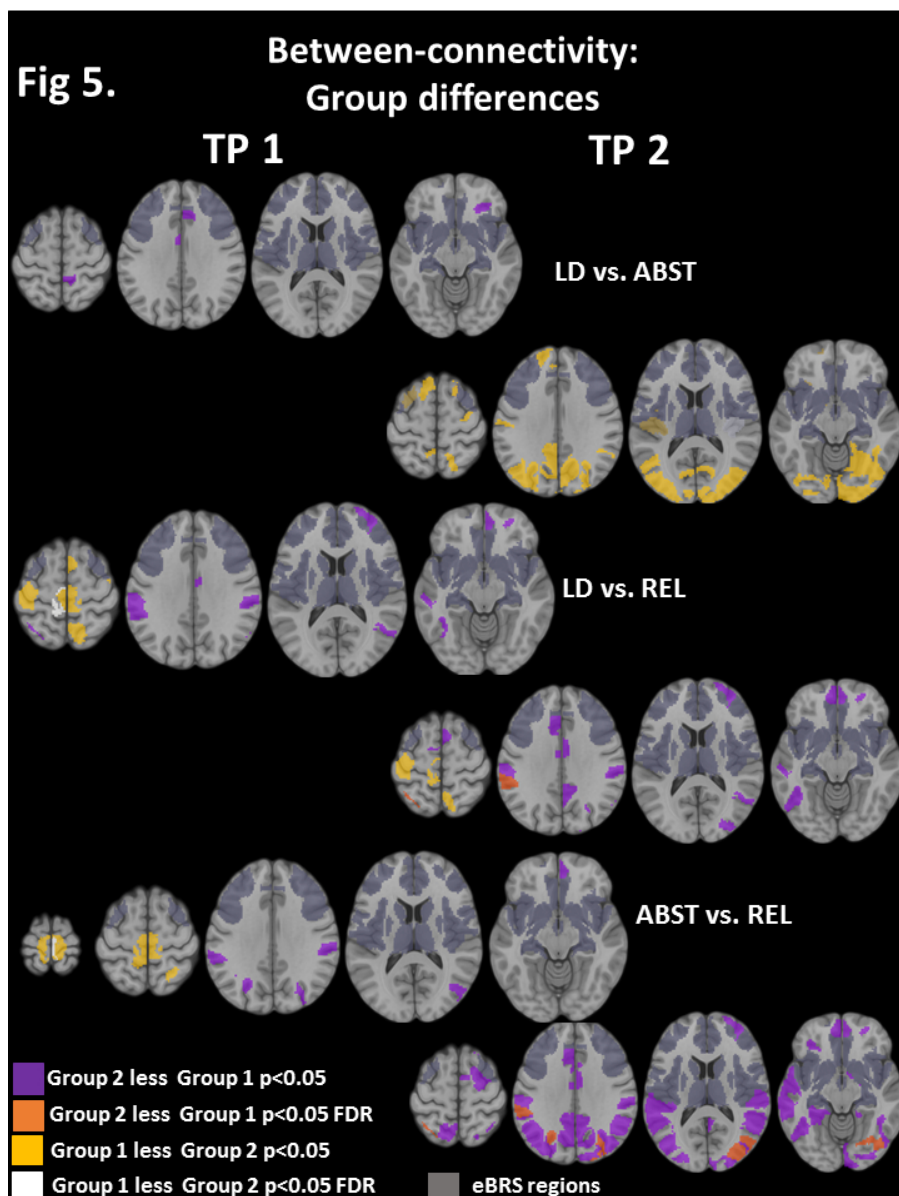 Between-connectivity:
Fig 5.
Group differences
TP 1
TP 2
LD vs. ABST
LD vs. REL
ABST vs. REL
Group 2 less Group 1 p<0.05
Group 2 less Group 1 p<0.05 FDR
Group 1 less Group 2 p<0.05
Group 1 less Group 2 p<0.05 FDR
eBRS regions